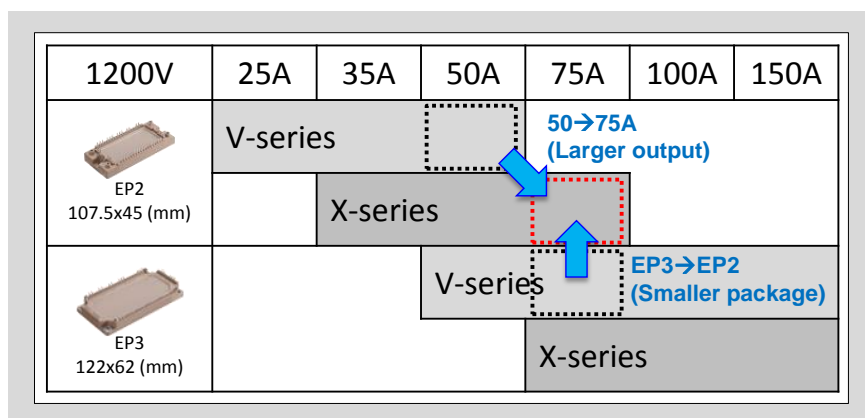 1200V 25A 35A 50A 75A 100A 150A
V-series
50→75A
(Larger output)
EP2
107.5x45 (mm)
X-series
V-series
EP3→EP2
(Smaller package)
EP3
122x62 (mm)
X-series